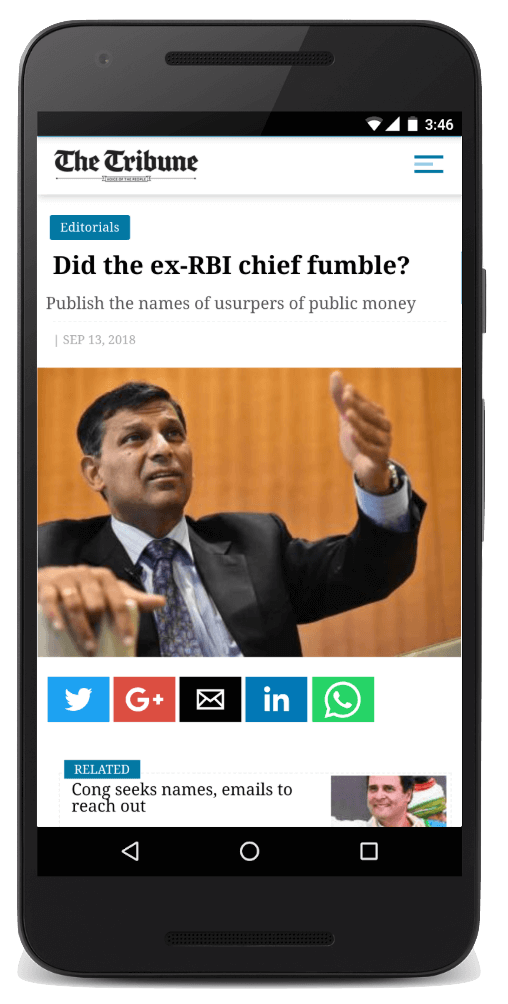 3:46
The Tribune
VOICE OF THE PEOPLE
Editorials
Did the ex-RBI chief fumble?
Publish the names of usurpers of public money
| SEP 13, 2018
G+
in
RELATED
Cong seeks names, emails to
reach out